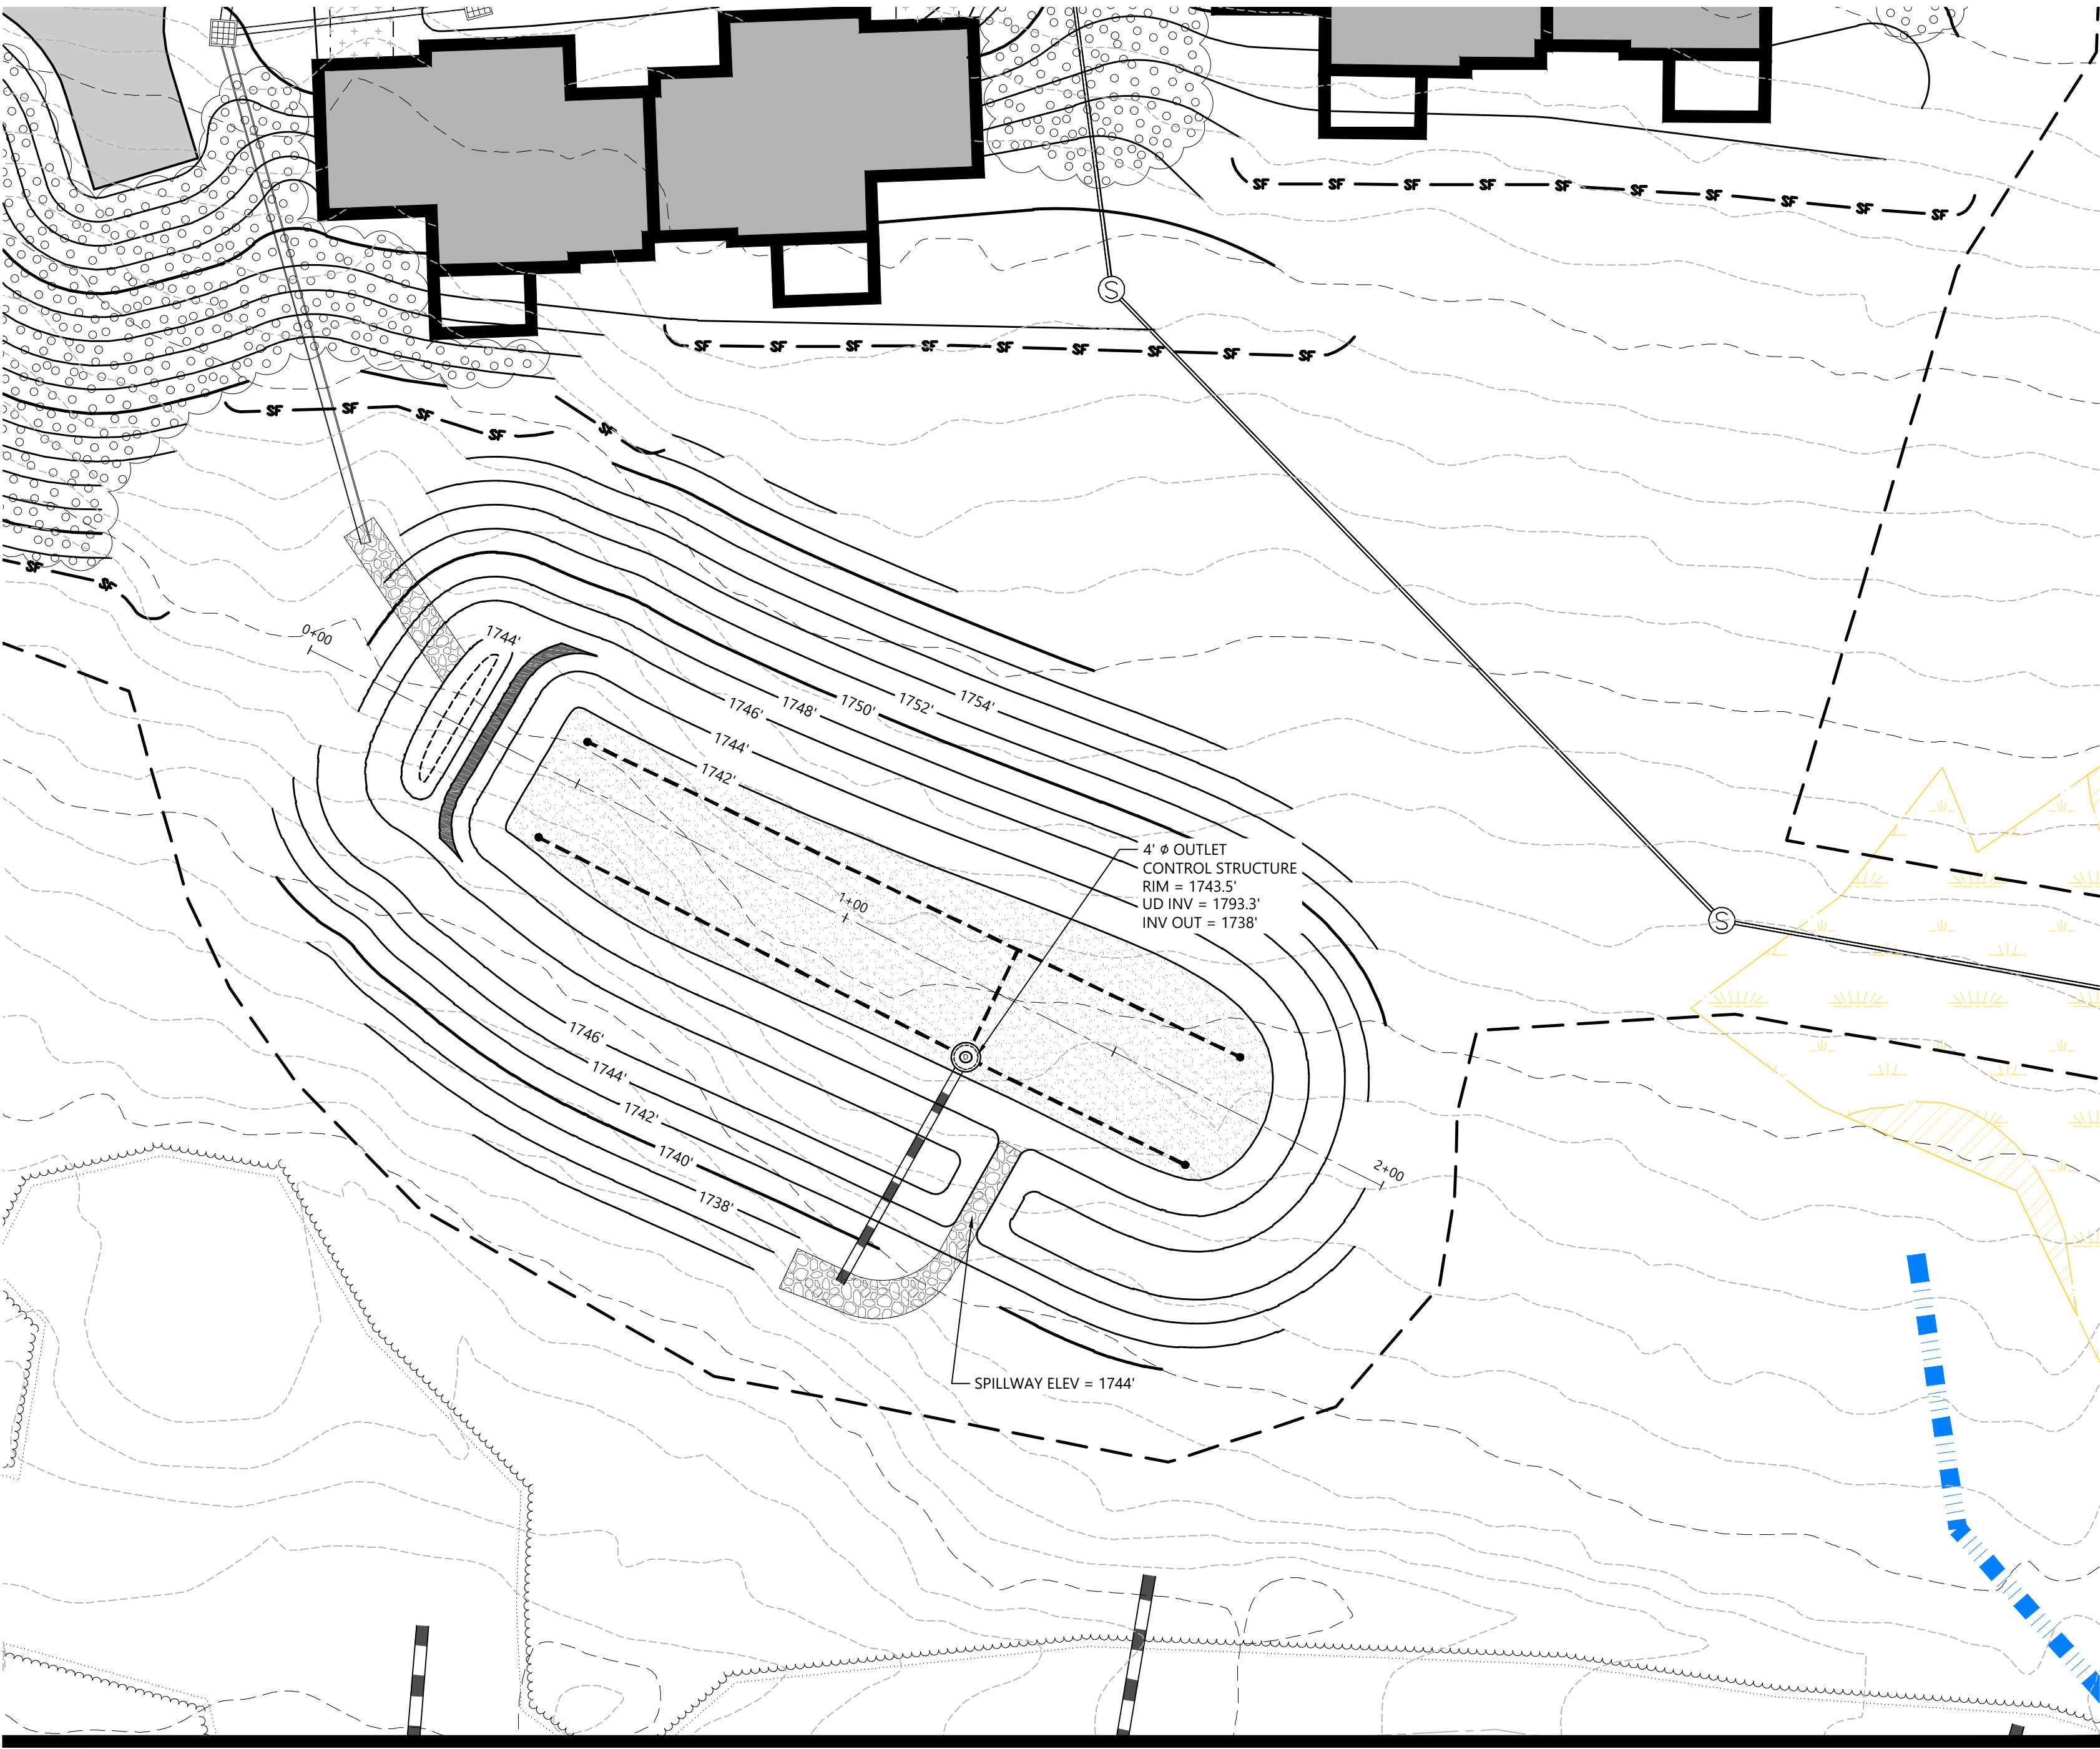 SF SF SF SF SF SF SF SF SF SF
S
SF SF SF SF SF SF SF SF SF
SF SF SF SF SF
SF SF
0+00
1744'
1746'
1748'
1750'
1752'
1754'
1744'
1742'
4' ø OUTLET
CONTROL STRUCTURE
RIM = 1743.5'
UD INV = 1793.3'
INV OUT = 1738'
1+00
S
1746'
1744'
1742'
1740'
1738'
2+00
SPILLWAY ELEV = 1744'